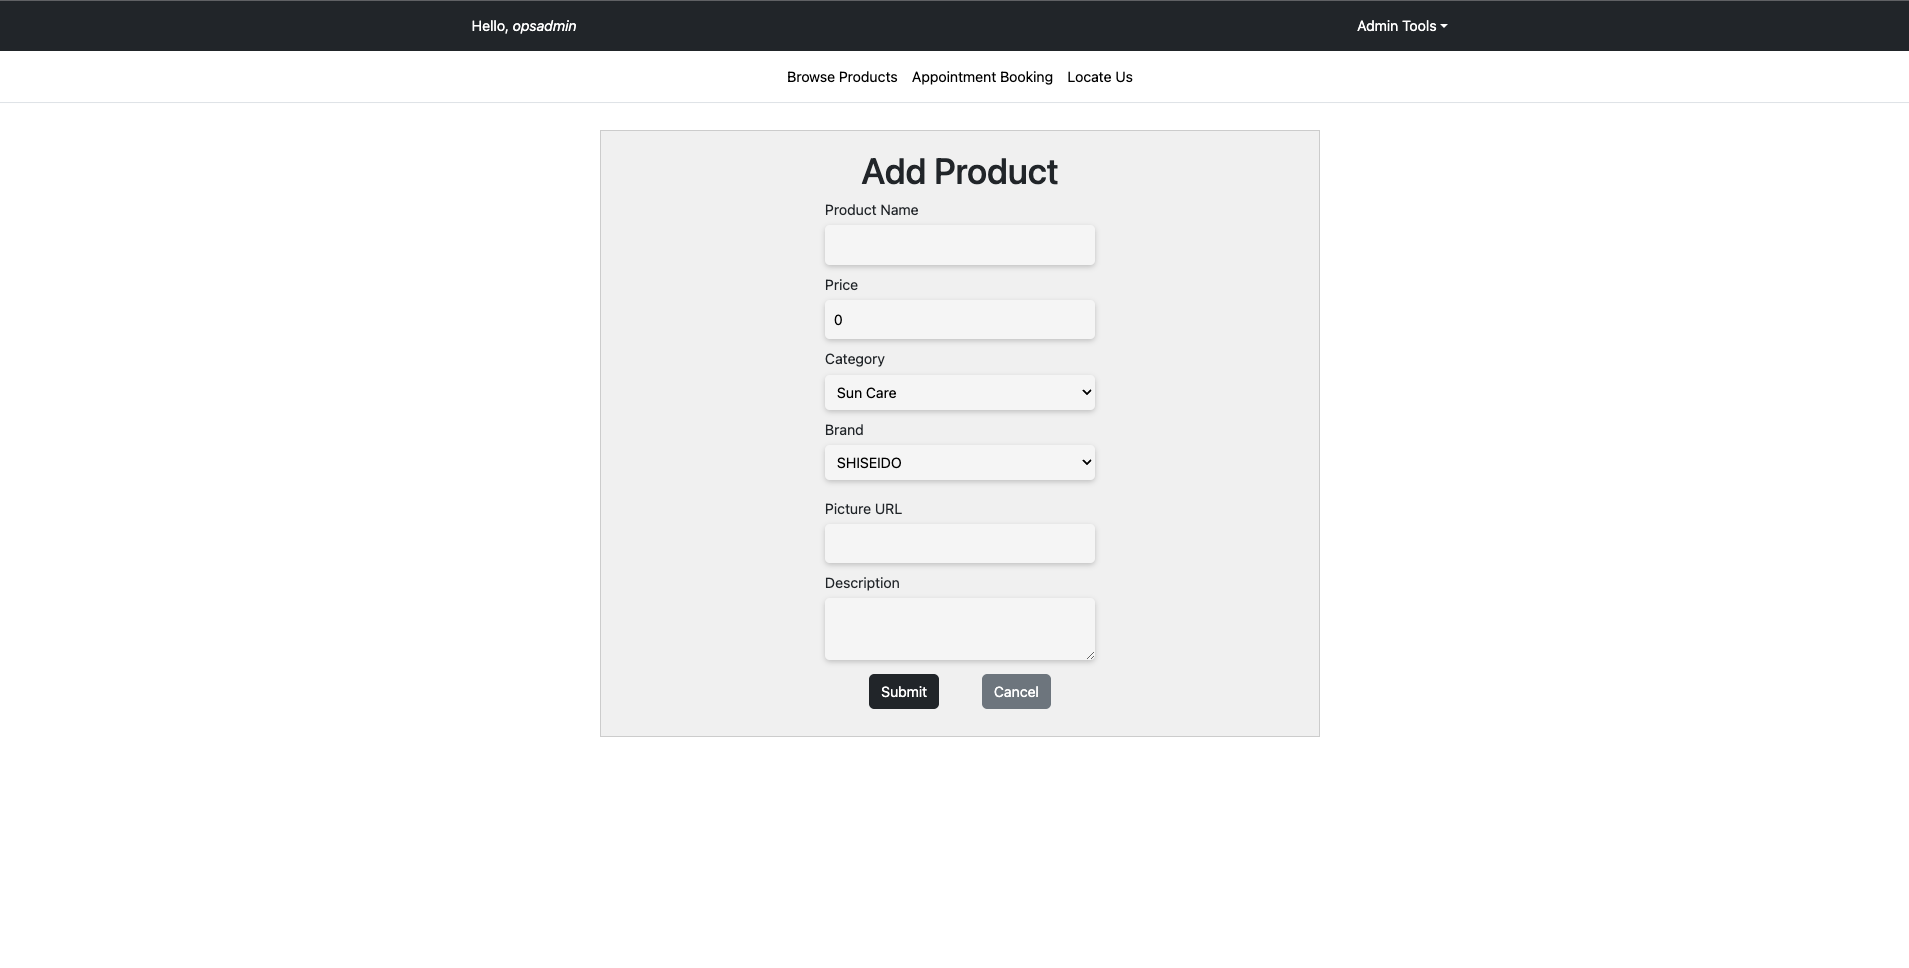 Hello, opsadmin
Admin Tools
Browse Products Appointment Booking Locate Us
Add Product
Product Name
Price
0
Category
Sun Care
Brand
SHISEIDO
Picture URL
Description
Submit Cancel